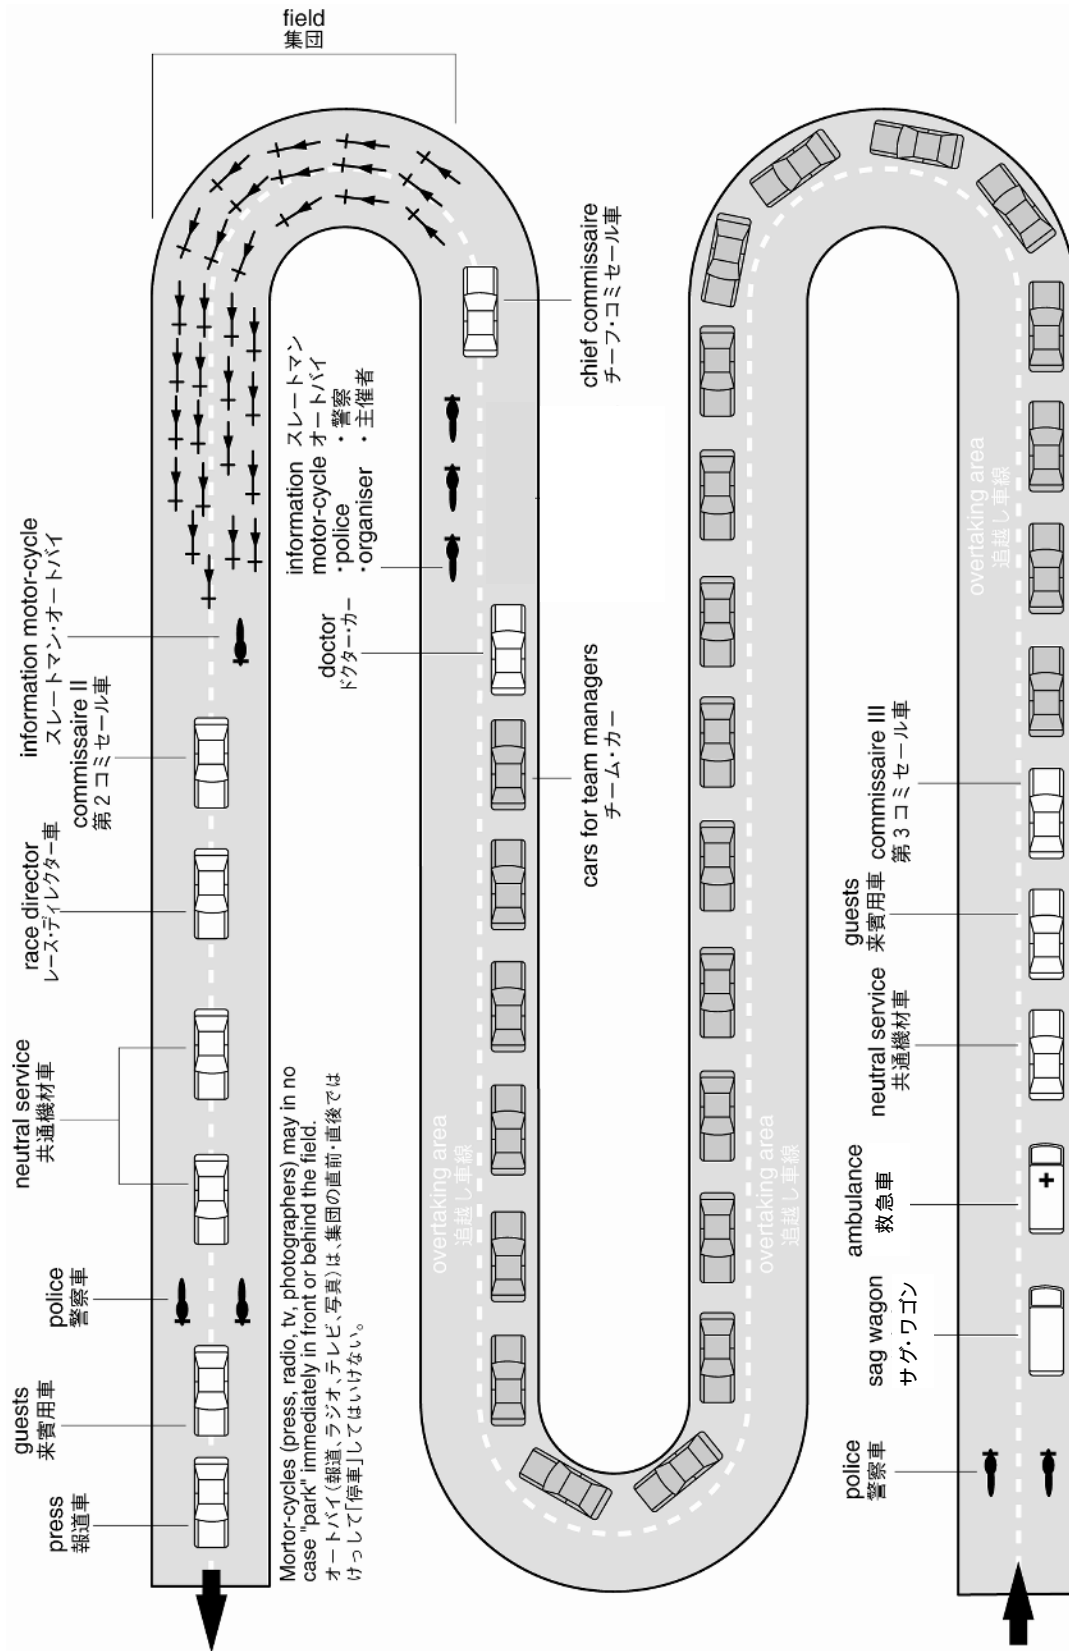 field
集団
information motor-cycle
スレートマン・オートバイ
commissaire II
第２コミセール車
race director
レース・ディレクター車
neutral service
共通機材車
police
警察車
guests
来賓用車
press
報道車
Mortor-cycles (press, radio, tv, photographers) may in no
case "park" immediately in front or behind the field.
オートバイ（報道、ラジオ、テレビ、写真）は、集団の直前・直後では
けっして「停車」してはいけない。
information スレートマン
motor-cycle オートバイ
・police ・警察
・organiser ・主催者
doctor
ドクター・カー
chief commissaire
チーフ・コミセール車
cars for team managers
チーム・カー
overtaking area
追越し車線
overtaking area
追越し車線
overtaking area
追越し車線
commissaire III
第３コミセール車
guests
来賓用車
neutral service
共通機材車
ambulance
救急車
sag wagon
サグ・ワゴン
police
警察車